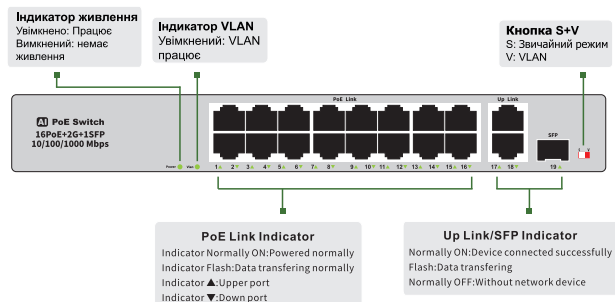 Індикатор живлення
Увімкнено: Працює
Вимкнений: немає
живлення
Індикатор VLAN
Увімкнений: VLAN
працює
Кнопка S+V
S: Звичайний режим
V: VLAN
PoE Link
Up Link
AI PoE Switch
16PoE+2G+1SFP
10/100/1000 Mbps
SFP
S V
Power Vlan 1▲ 2▼ 3▲ 4▼ 5▲ 6▼ 7▲ 8▼ 9▲ 10▼ 11▲ 12▼ 13▲ 14▼ 15▲ 16▼ 17▲ 18▼ 19▲
PoE Link Indicator
Indicator Normally ON:Powered normally
Indicator Flash:Data transfering normally
Indicator ▲:Upper port
Indicator ▼:Down port
Up Link/SFP Indicator
Normally ON:Device connected successfully
Flash:Data transfering
Normally OFF:Without network device